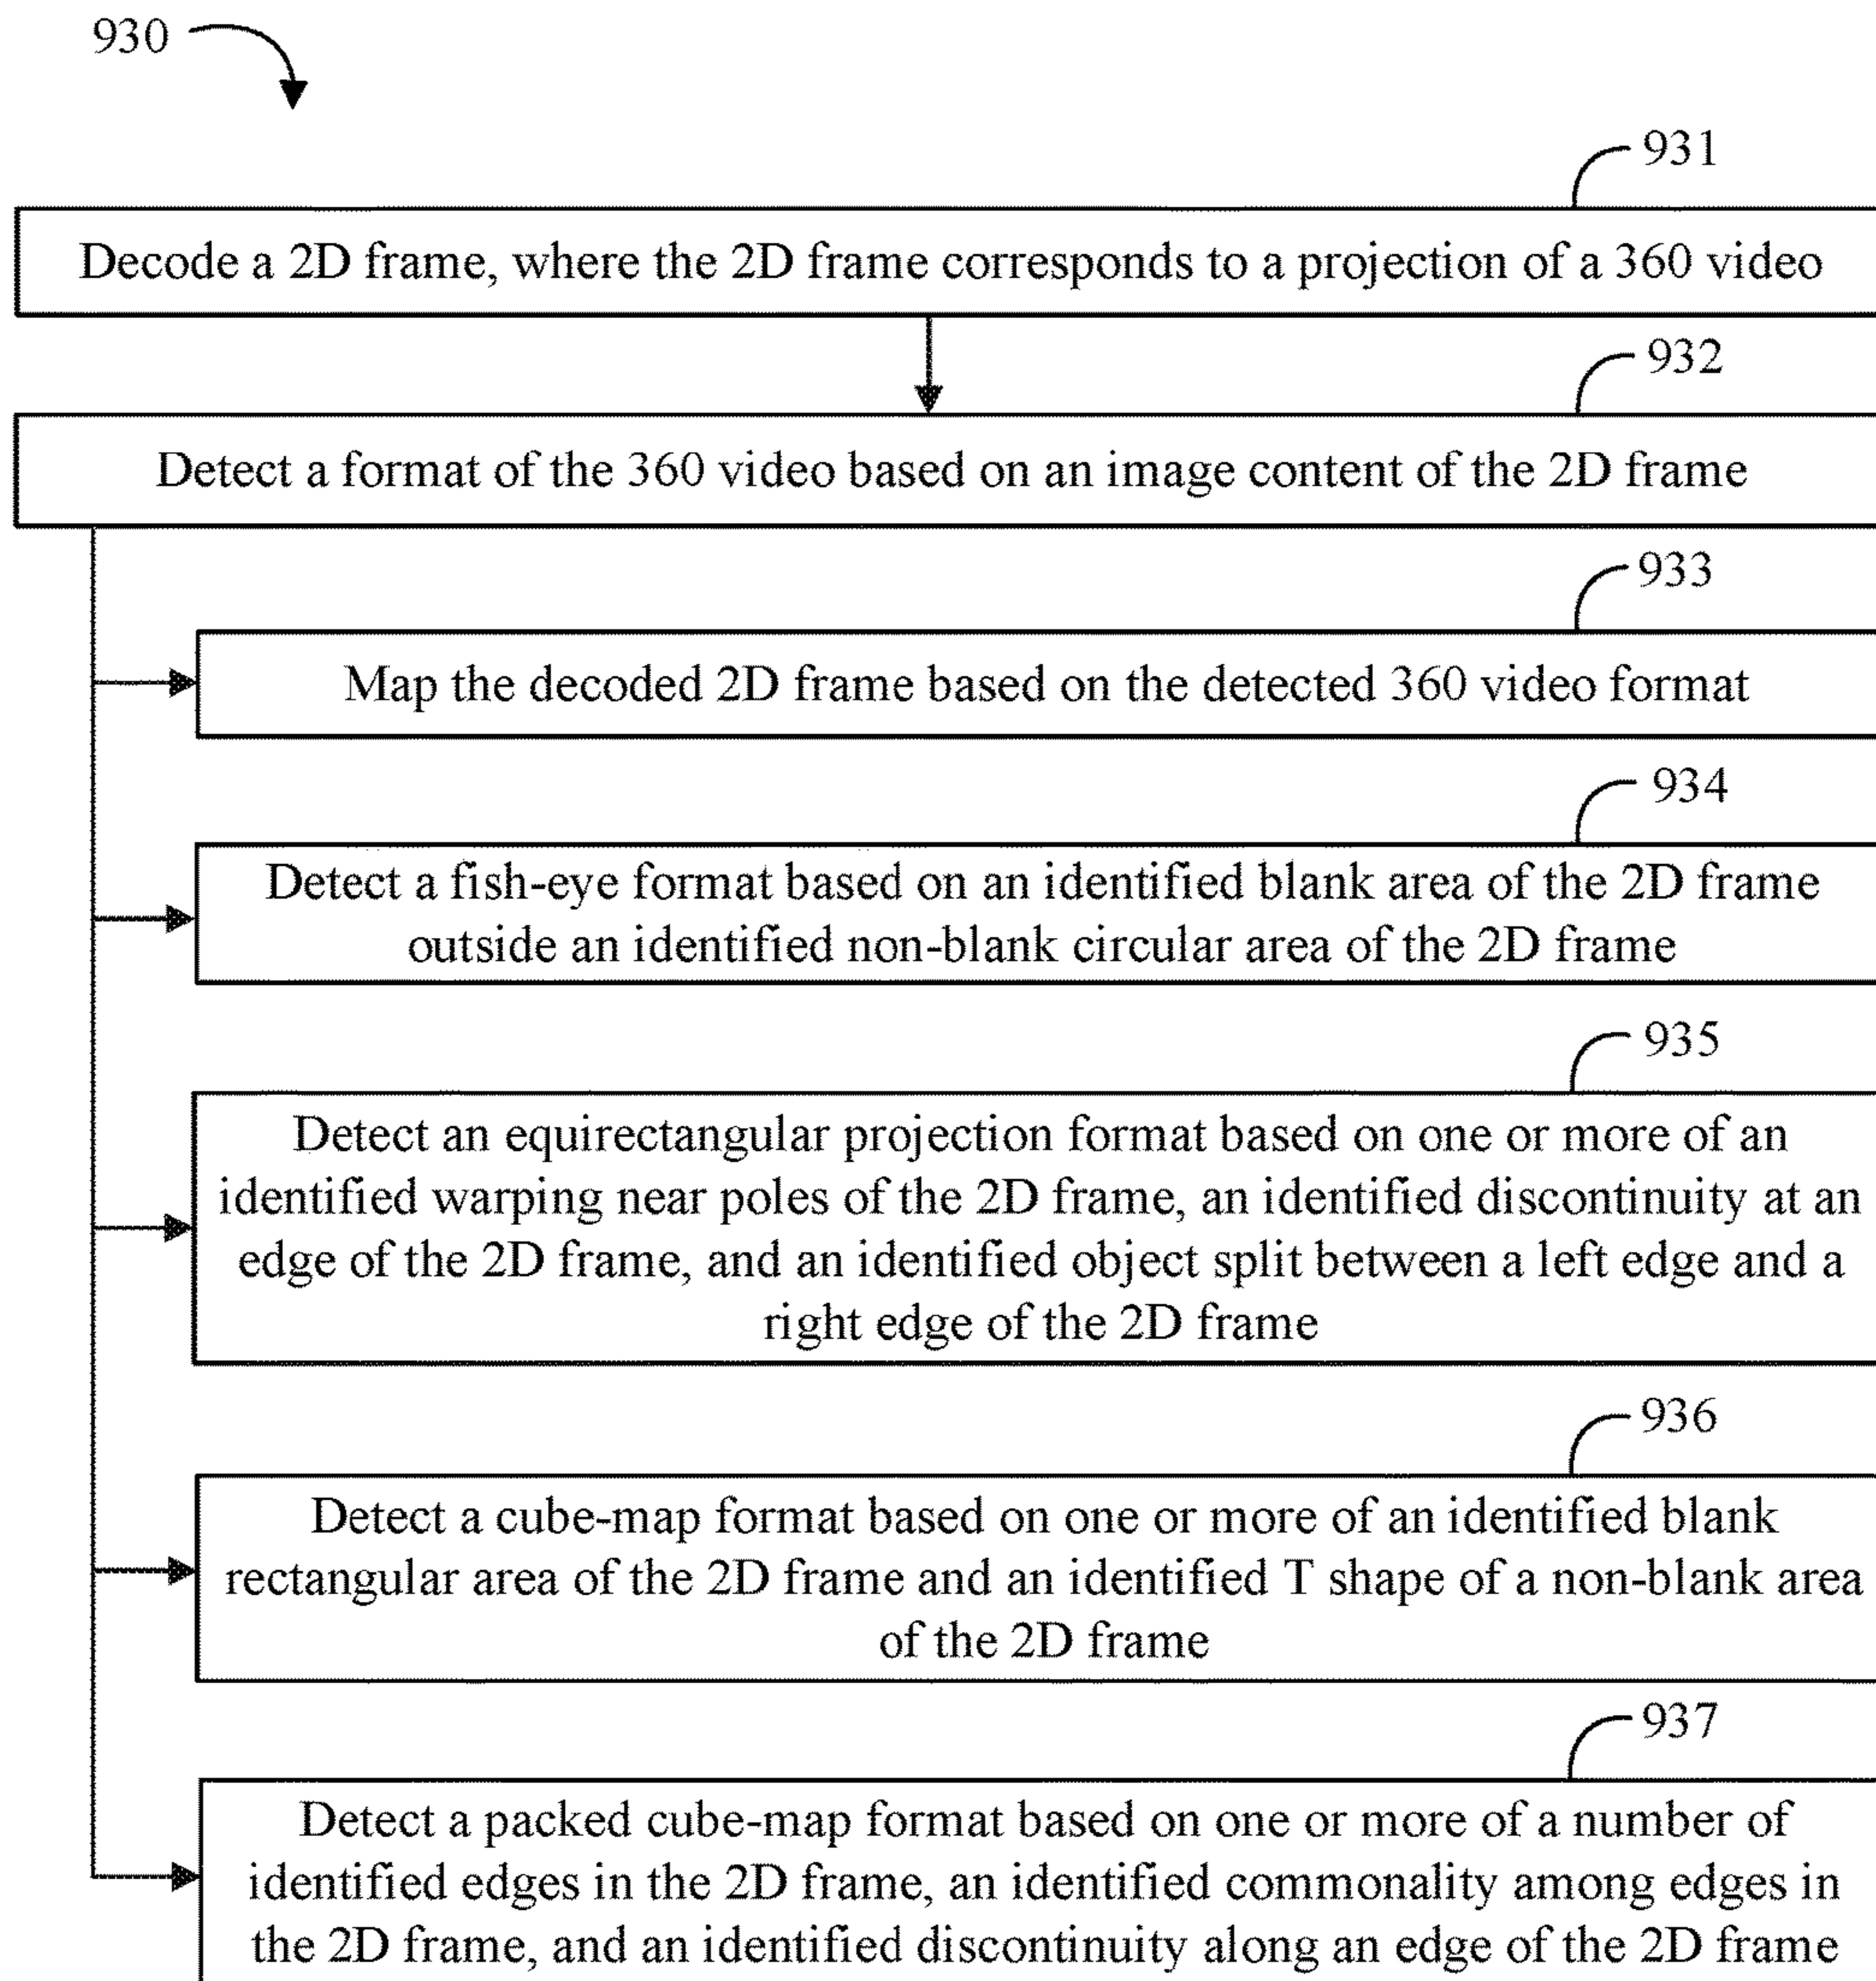 930
931
Decode a 2D frame, where the 2D frame corresponds to a projection of a 360 video
932
Detect a format of the 360 video based on an image content of the 2D frame
933
Map the decoded 2D frame based on the detected 360 video format
934
Detect a fish-eye format based on an identified blank area of the 2D frame
outside an identified non-blank circular area of the 2D frame
935
Detect an equirectangular projection format based on one or more of an
identified warping near poles of the 2D frame, an identified discontinuity at an
edge of the 2D frame, and an identified object split between a left edge and a
right edge of the 2D frame
936
Detect a cube-map format based on one or more of an identified blank
rectangular area of the 2D frame and an identified T shape of a non-blank area
of the 2D frame
937
Detect a packed cube-map format based on one or more of a number of
identified edges in the 2D frame, an identified commonality among edges in
the 2D frame, and an identified discontinuity along an edge of the 2D frame